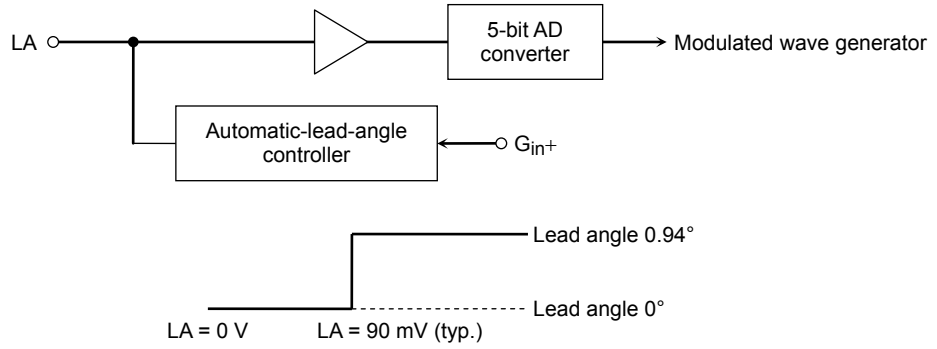 LA
5-bit AD
converter
Modulated wave generator
Automatic-lead-angle
controller
Gin+
Lead angle 0.94°
Lead angle 0°
LA = 0 V
LA = 90 mV (typ.)